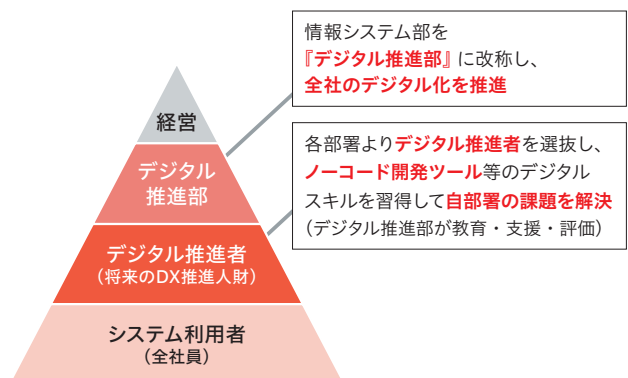 情報システム部を
『デジタル推進部』に改称し、
全社のデジタル化を推進
経営
各部署よりデジタル推進者を選抜し、
ノーコード開発ツール等のデジタル
スキルを習得して自部署の課題を解決
（デジタル推進部が教育・支援・評価）
デジタル
推進部
デジタル推進者
（将来のDX推進人財）
システム利用者
（全社員）